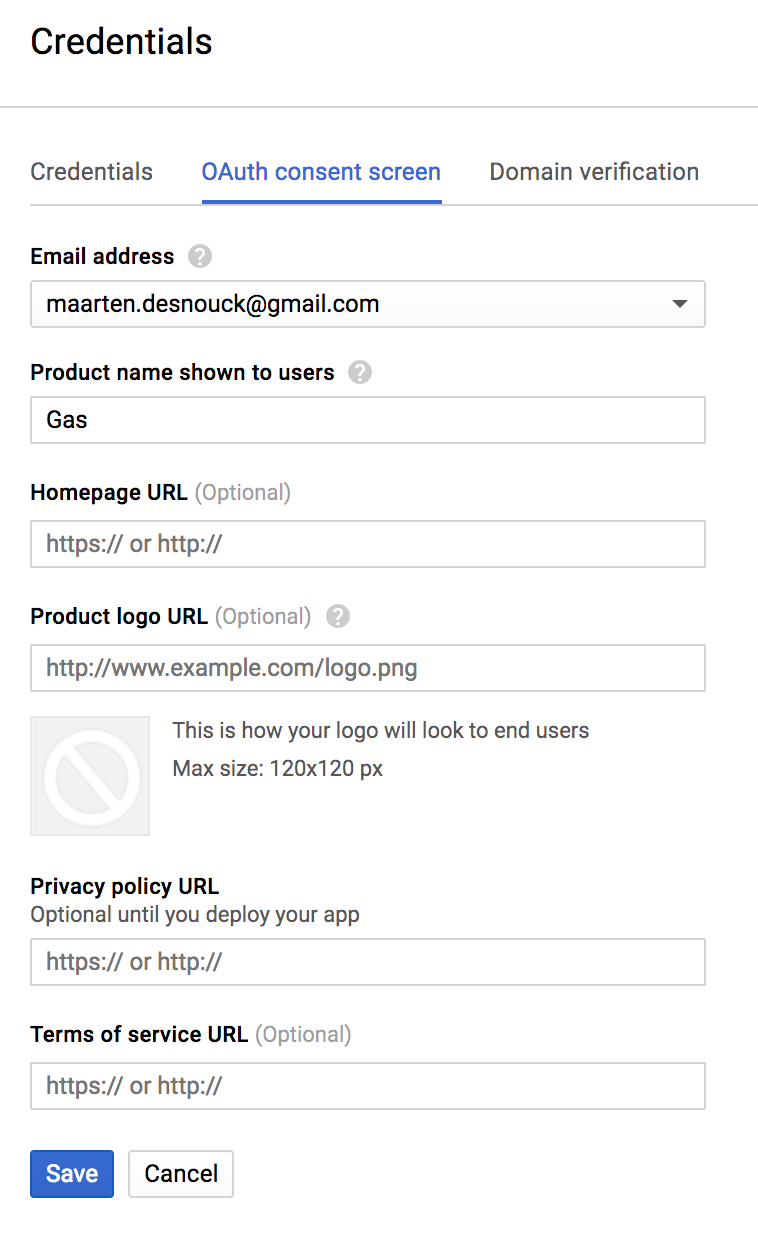 Credentials
Credentials OAuth consent screen Domain verification
Email address ?
maarten.desnouck@gmail.com
Product name shown to users ?
Gas
Homepage URL (Optional)
https:// or http://
Product logo URL (Optional) ?
http://www.example.com/logo.png
This is how your logo will look to end users
Max size: 120x120 px
Privacy policy URL
Optional until you deploy your app
https:// or http://
Terms of service URL (Optional)
https:// or http://
Save Cancel